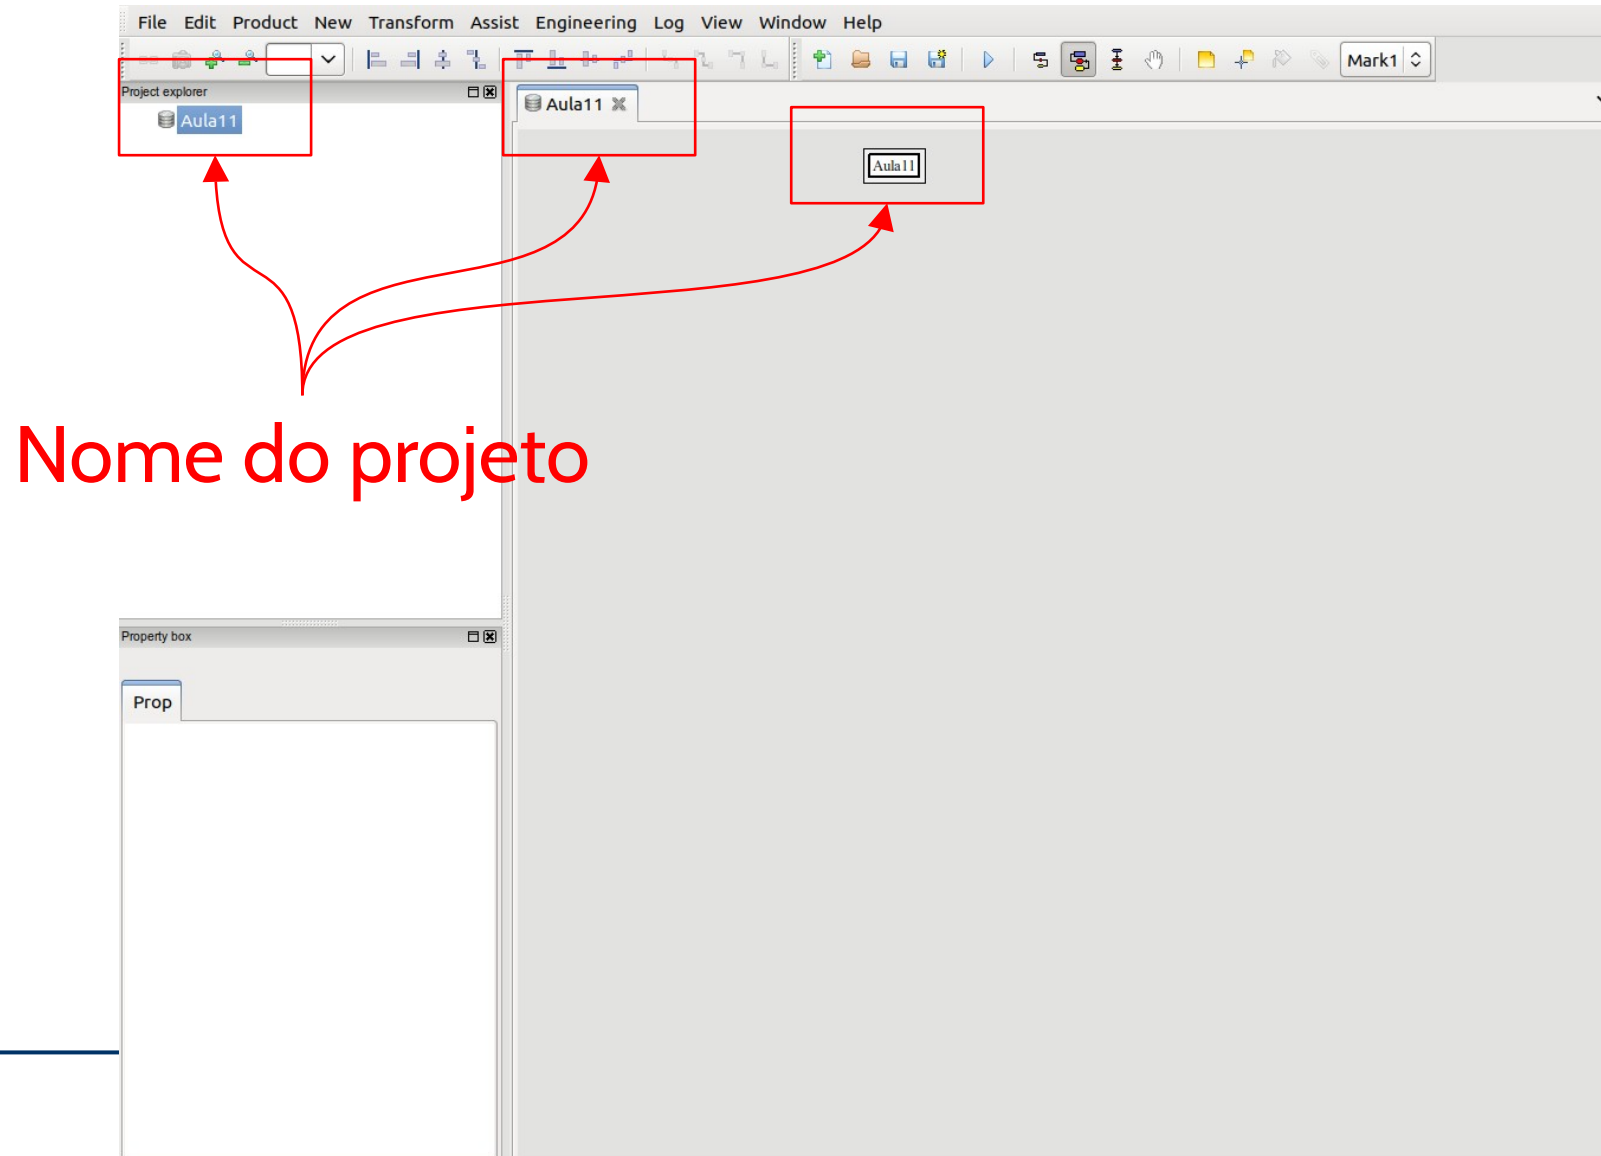 File Edit Product New Transform Assist Engineering Log View Window Help
Mark1
Project explorer
Aula11
Aula11
Aula11
Nome do projeto
Property box
Prop